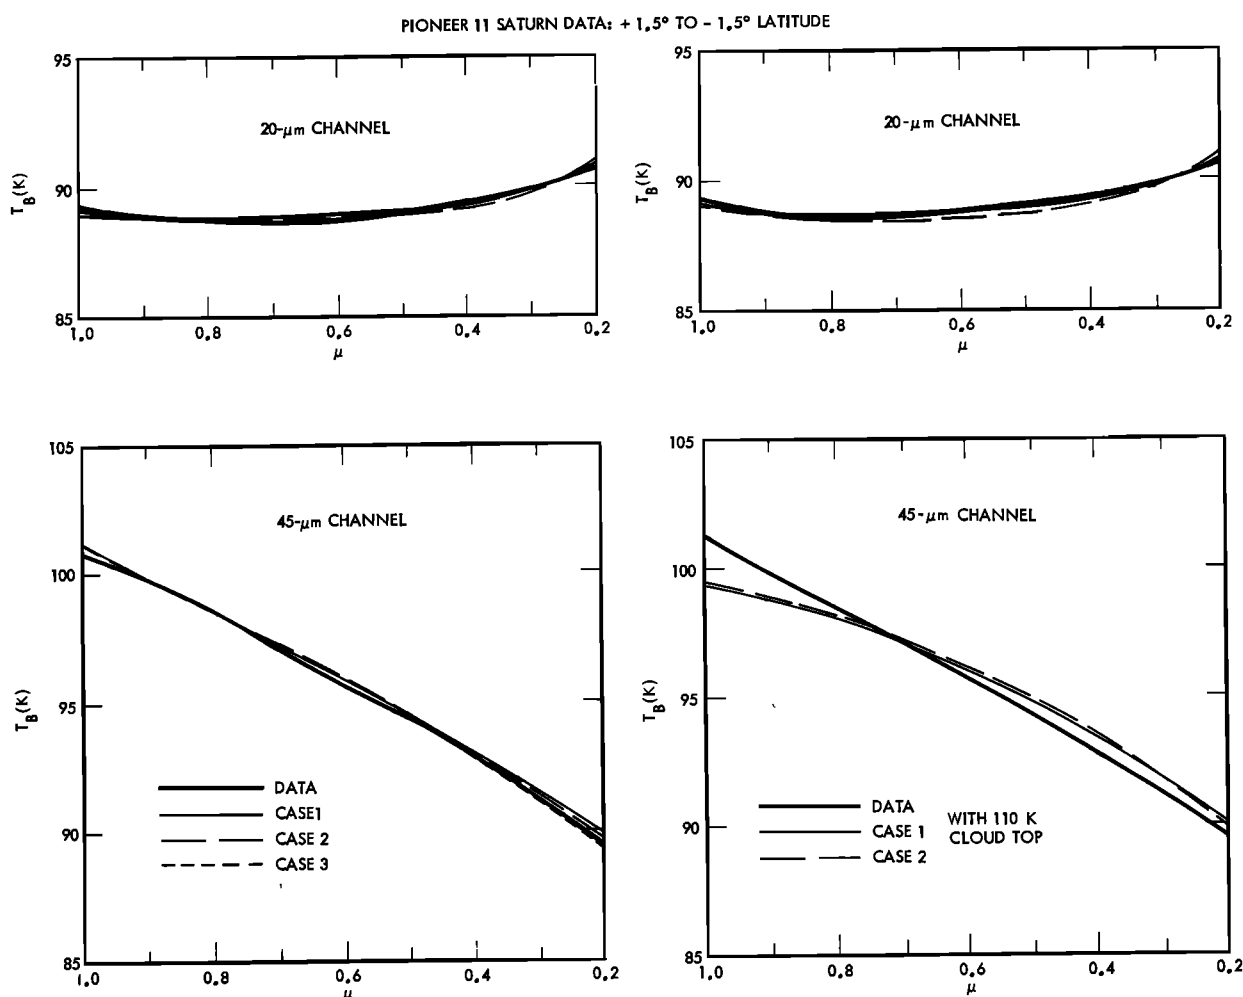 PIONEER 11 SATURN DATA: + 1.5° TO - 1.5° LATITUDE
95
20-μm CHANNEL
90
T_B(K)
85
1.0 0.8 0.6 0.4 0.2
μ
95
20-μm CHANNEL
90
T_B(K)
85
1.0 0.8 0.6 0.4 0.2
μ
105
45-μm CHANNEL
100
95
T_B(K)
90
85
DATA
CASE1
CASE 2
CASE 3
1.0 0.8 0.6 0.4 0.2
μ
105
45-μm CHANNEL
100
95
T_B(K)
90
85
DATA
CASE 1
CASE 2
WITH 110 K
CLOUD TOP
1.0 0.8 0.6 0.4 0.2
μ